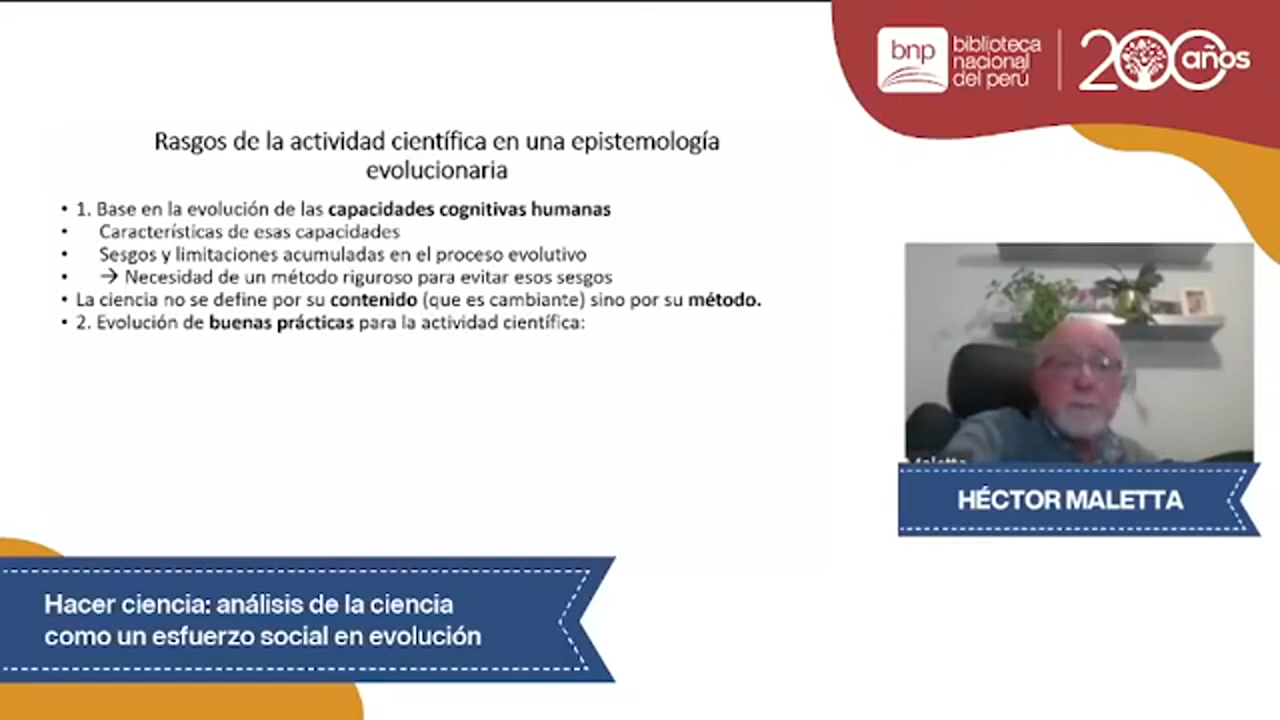 bnp
biblioteca
nacional
del perú
200 años
Rasgos de la actividad científica en una epistemología
evolucionaria
• 1. Base en la evolución de las capacidades cognitivas humanas
• Características de esas capacidades
• Sesgos y limitaciones acumuladas en el proceso evolutivo
• → Necesidad de un método riguroso para evitar esos sesgos
• La ciencia no se define por su contenido (que es cambiante) sino por su método.
• 2. Evolución de buenas prácticas para la actividad científica:
HÉCTOR MALETTA
Hacer ciencia: análisis de la ciencia
como un esfuerzo social en evolución